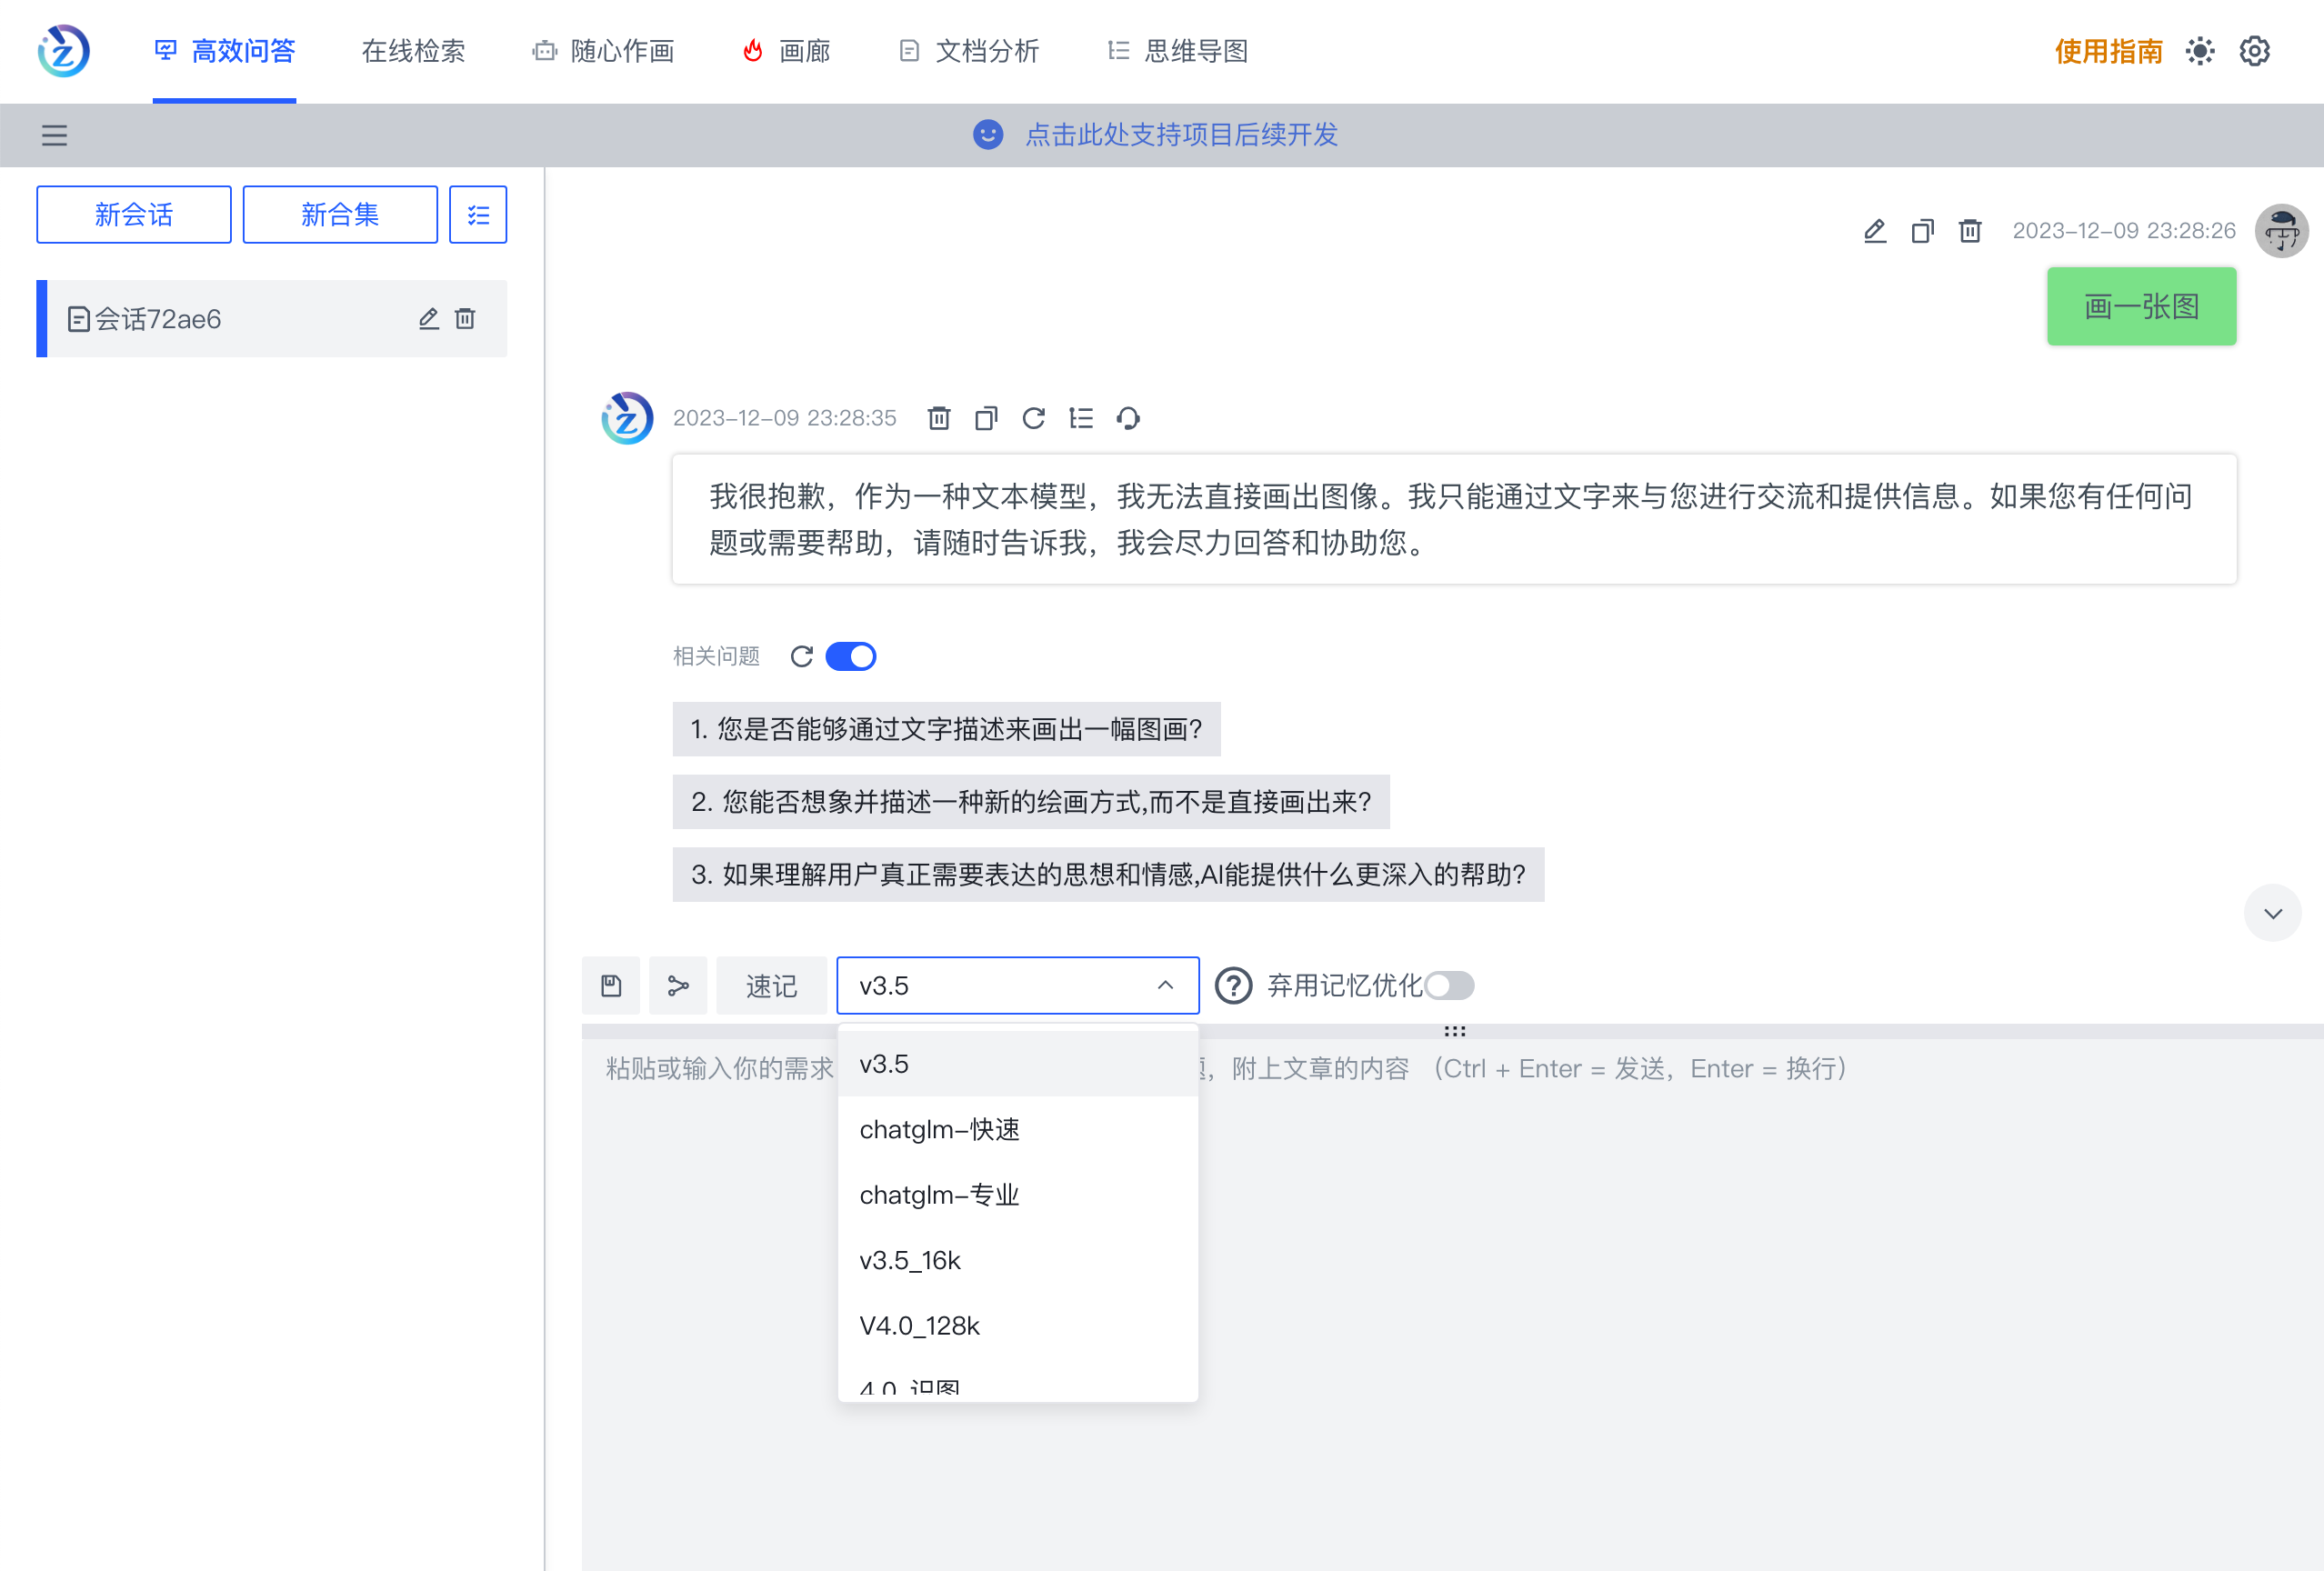 高效问答
在线检索
随心作画
画廊
文档分析
思维导图
使用指南
点击此处支持项目后续开发
新会话
新合集
会话72ae6
2023-12-09 23:28:26
画一张图
2023-12-09 23:28:35
我很抱歉，作为一种文本模型，我无法直接画出图像。我只能通过文字来与您进行交流和提供信息。如果您有任何问
题或需要帮助，请随时告诉我，我会尽力回答和协助您。
相关问题
1. 您是否能够通过文字描述来画出一幅图画?
2. 您能否想象并描述一种新的绘画方式,而不是直接画出来?
3. 如果理解用户真正需要表达的思想和情感,AI能提供什么更深入的帮助?
速记
v3.5
弃用记忆优化
粘贴或输入你的需求
，附上文章的内容 （Ctrl + Enter = 发送，Enter = 换行）
v3.5
chatglm-快速
chatglm-专业
v3.5_16k
V4.0_128k
4.0_识图